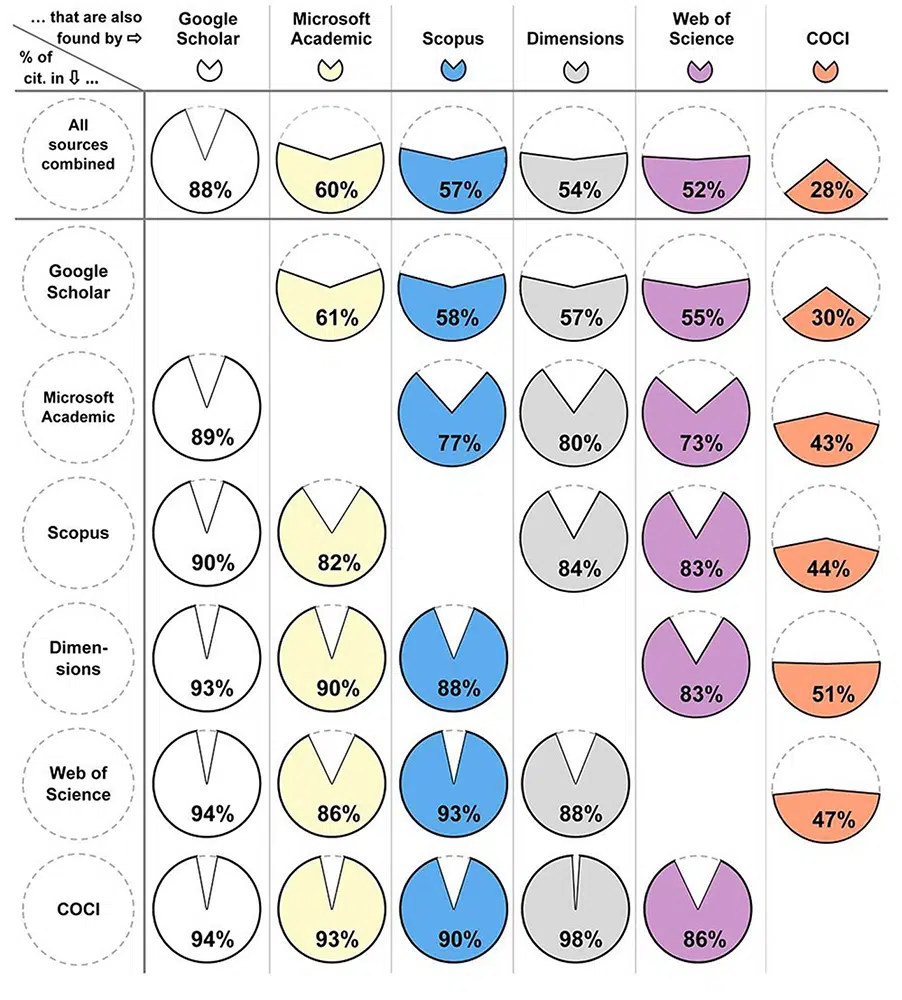 ... that are also
found by ⇨
% of
cit. in ⇩ ...
Google
Scholar
Microsoft
Academic
Scopus
Dimensions
Web of
Science
COCI
All
sources
combined
88%
60%
57%
54%
52%
28%
Google
Scholar
61%
58%
57%
55%
30%
Microsoft
Academic
89%
77%
80%
73%
43%
Scopus
90%
82%
84%
83%
44%
Dimen-
sions
93%
90%
88%
83%
51%
Web of
Science
94%
86%
93%
88%
47%
COCI
94%
93%
90%
98%
86%